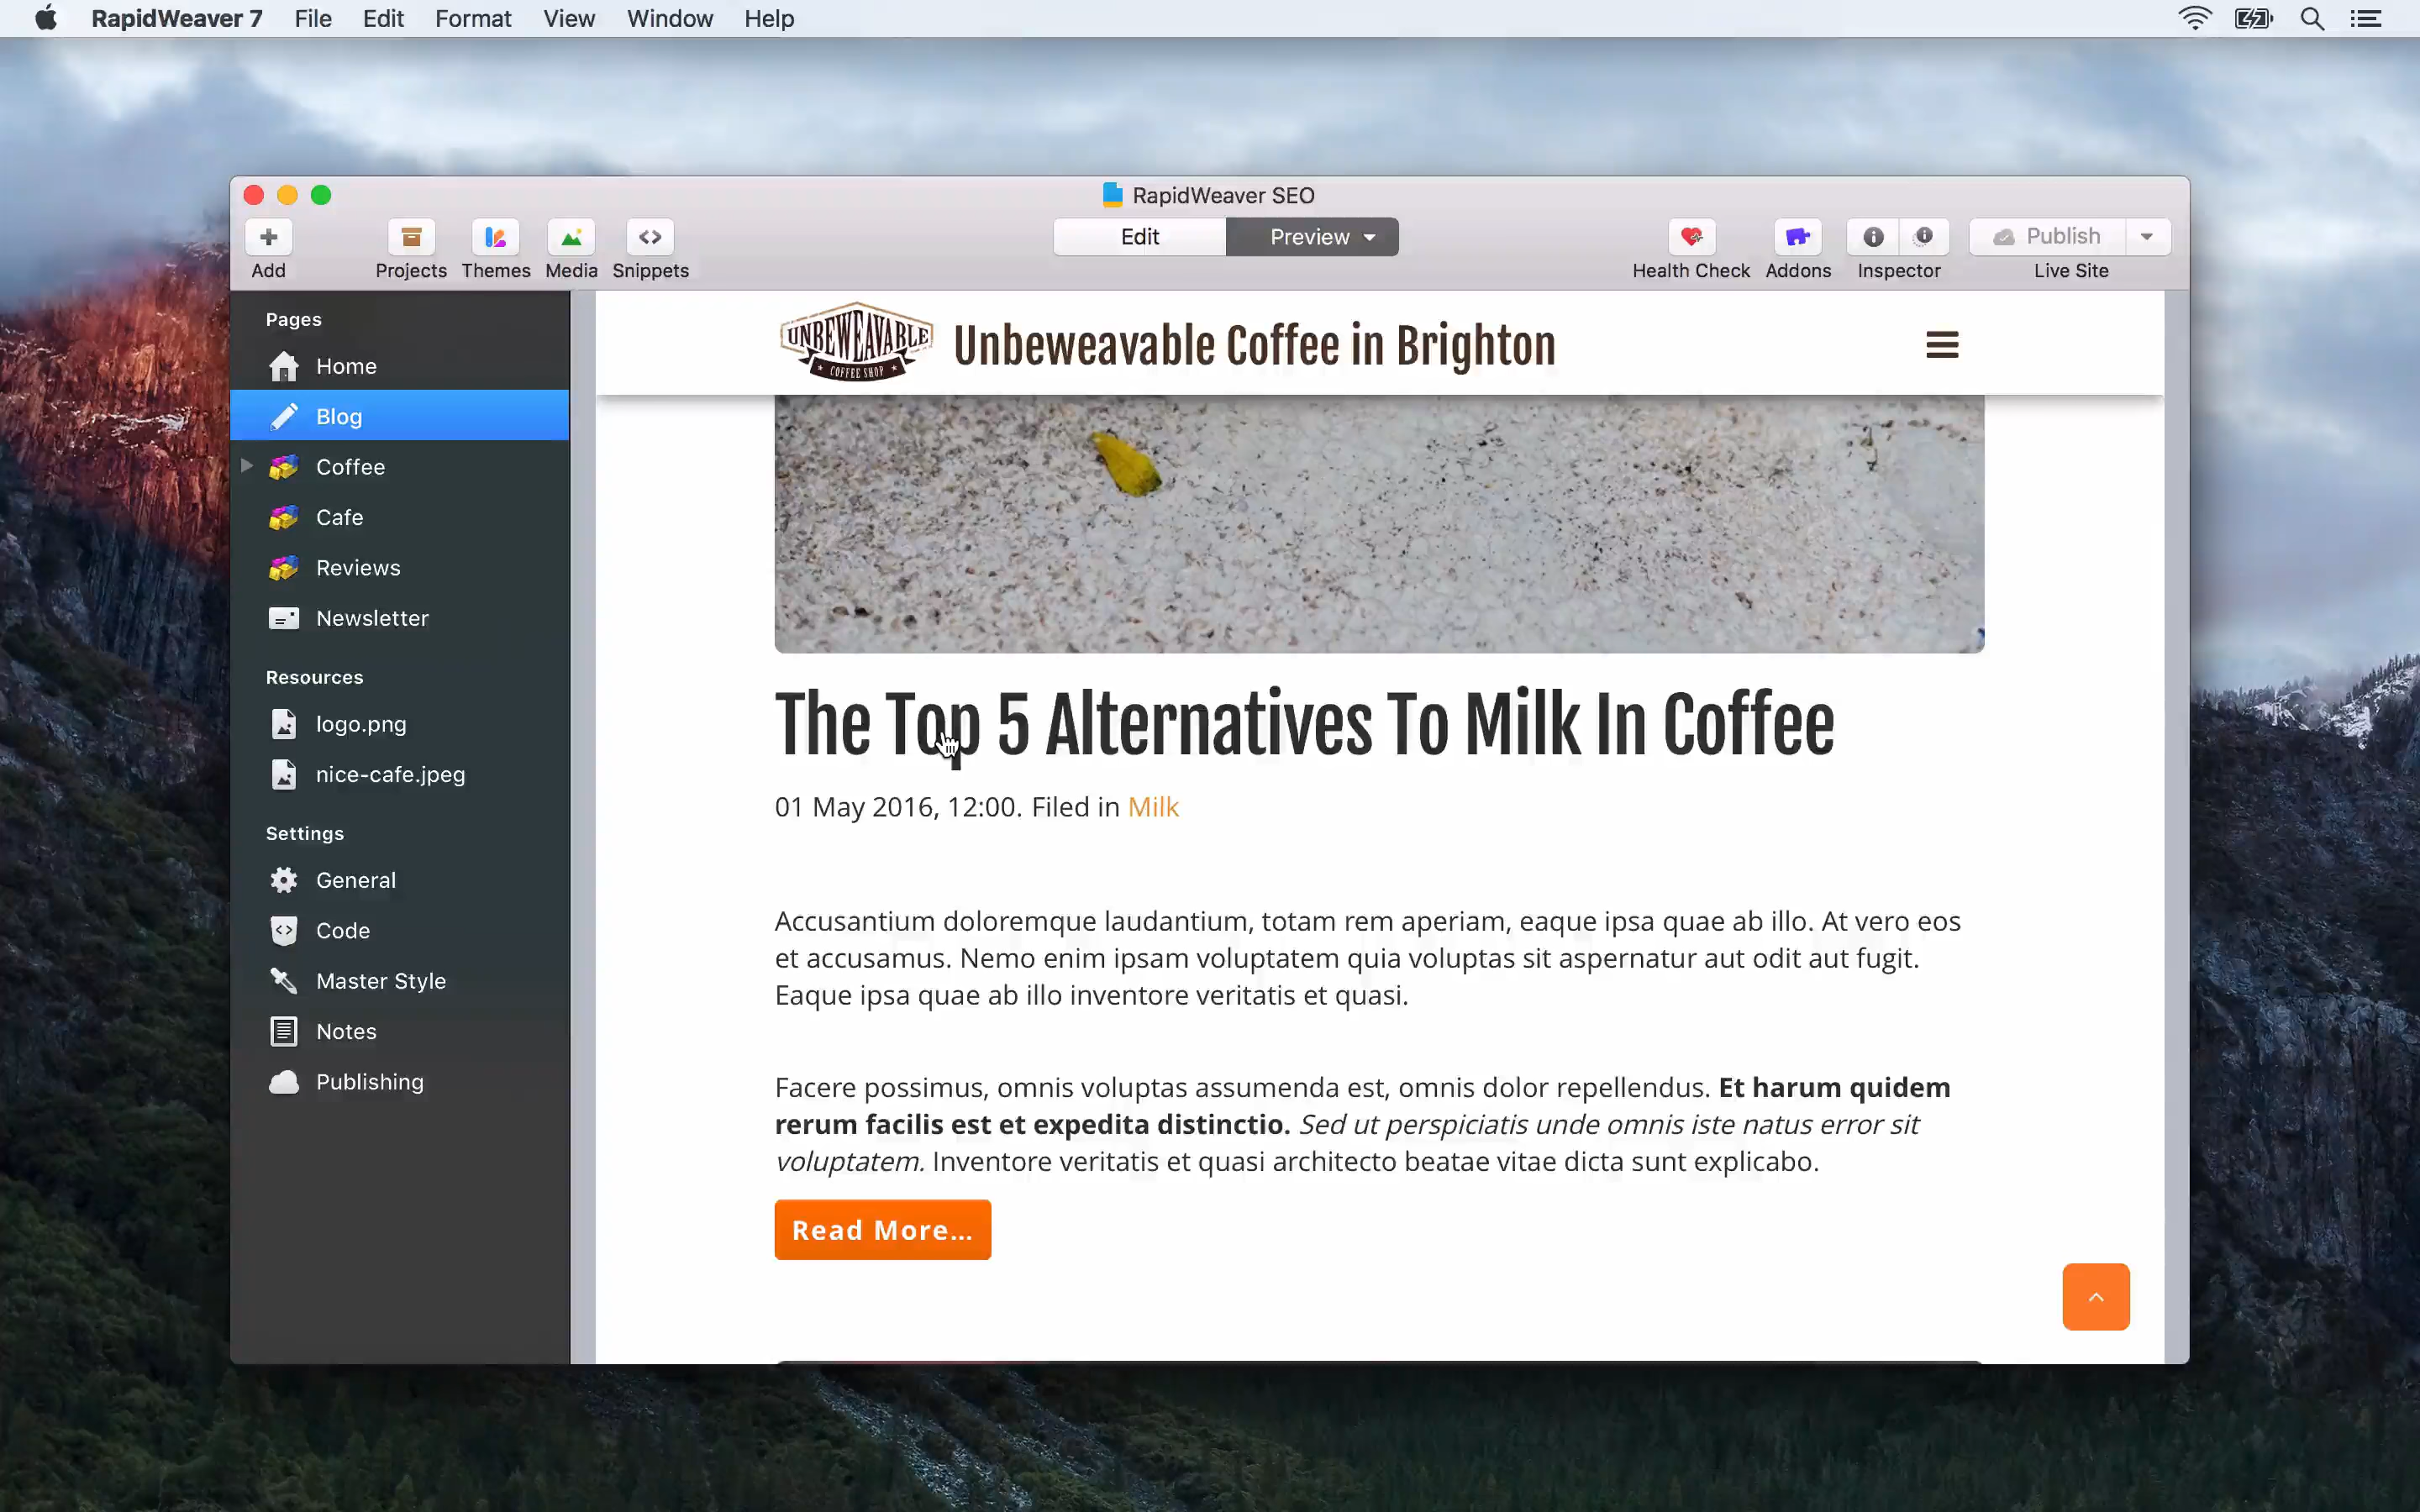 RapidWeaver 7 File Edit Format View Window Help
RapidWeaver SEO
Edit Preview Publish
Add Projects Themes Media Snippets Health Check Addons Inspector Live Site
Pages
Home
Blog
Coffee
Cafe
Reviews
Newsletter
Resources
logo.png
nice-cafe.jpeg
Settings
General
Code
Master Style
Notes
Publishing
UNBEWEAVABLE
COFFEE SHOP
Unbeweavable Coffee in Brighton
The Top 5 Alternatives To Milk In Coffee
01 May 2016, 12:00. Filed in Milk
Accusantium doloremque laudantium, totam rem aperiam, eaque ipsa quae ab illo. At vero eos
et accusamus. Nemo enim ipsam voluptatem quia voluptas sit aspernatur aut odit aut fugit.
Eaque ipsa quae ab illo inventore veritatis et quasi.
Facere possimus, omnis voluptas assumenda est, omnis dolor repellendus. Et harum quidem
rerum facilis est et expedita distinctio. Sed ut perspiciatis unde omnis iste natus error sit
voluptatem. Inventore veritatis et quasi architecto beatae vitae dicta sunt explicabo.
Read More...